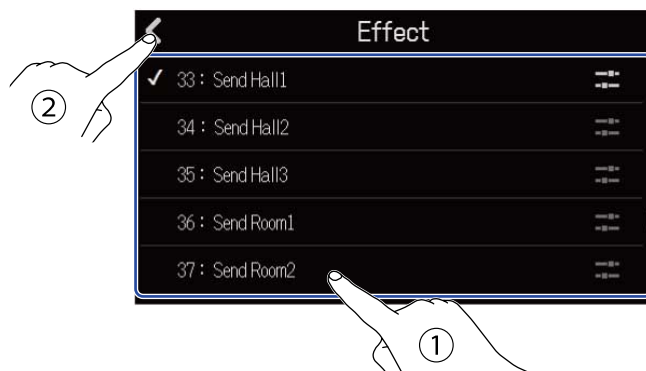 Effect
33 : Send Hall1
34 : Send Hall2
35 : Send Hall3
36 : Send Room1
37 : Send Room2
②
①